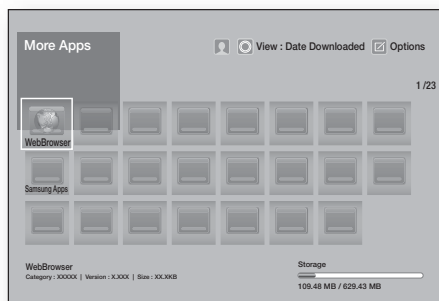 More Apps
View : Date Downloaded
Options
1 /23
WebBrowser
Samsung Apps
WebBrowser
Category : XXXXX | Version : X.XXX | Size : XX.XKB
Storage
109.48 MB / 629.43 MB